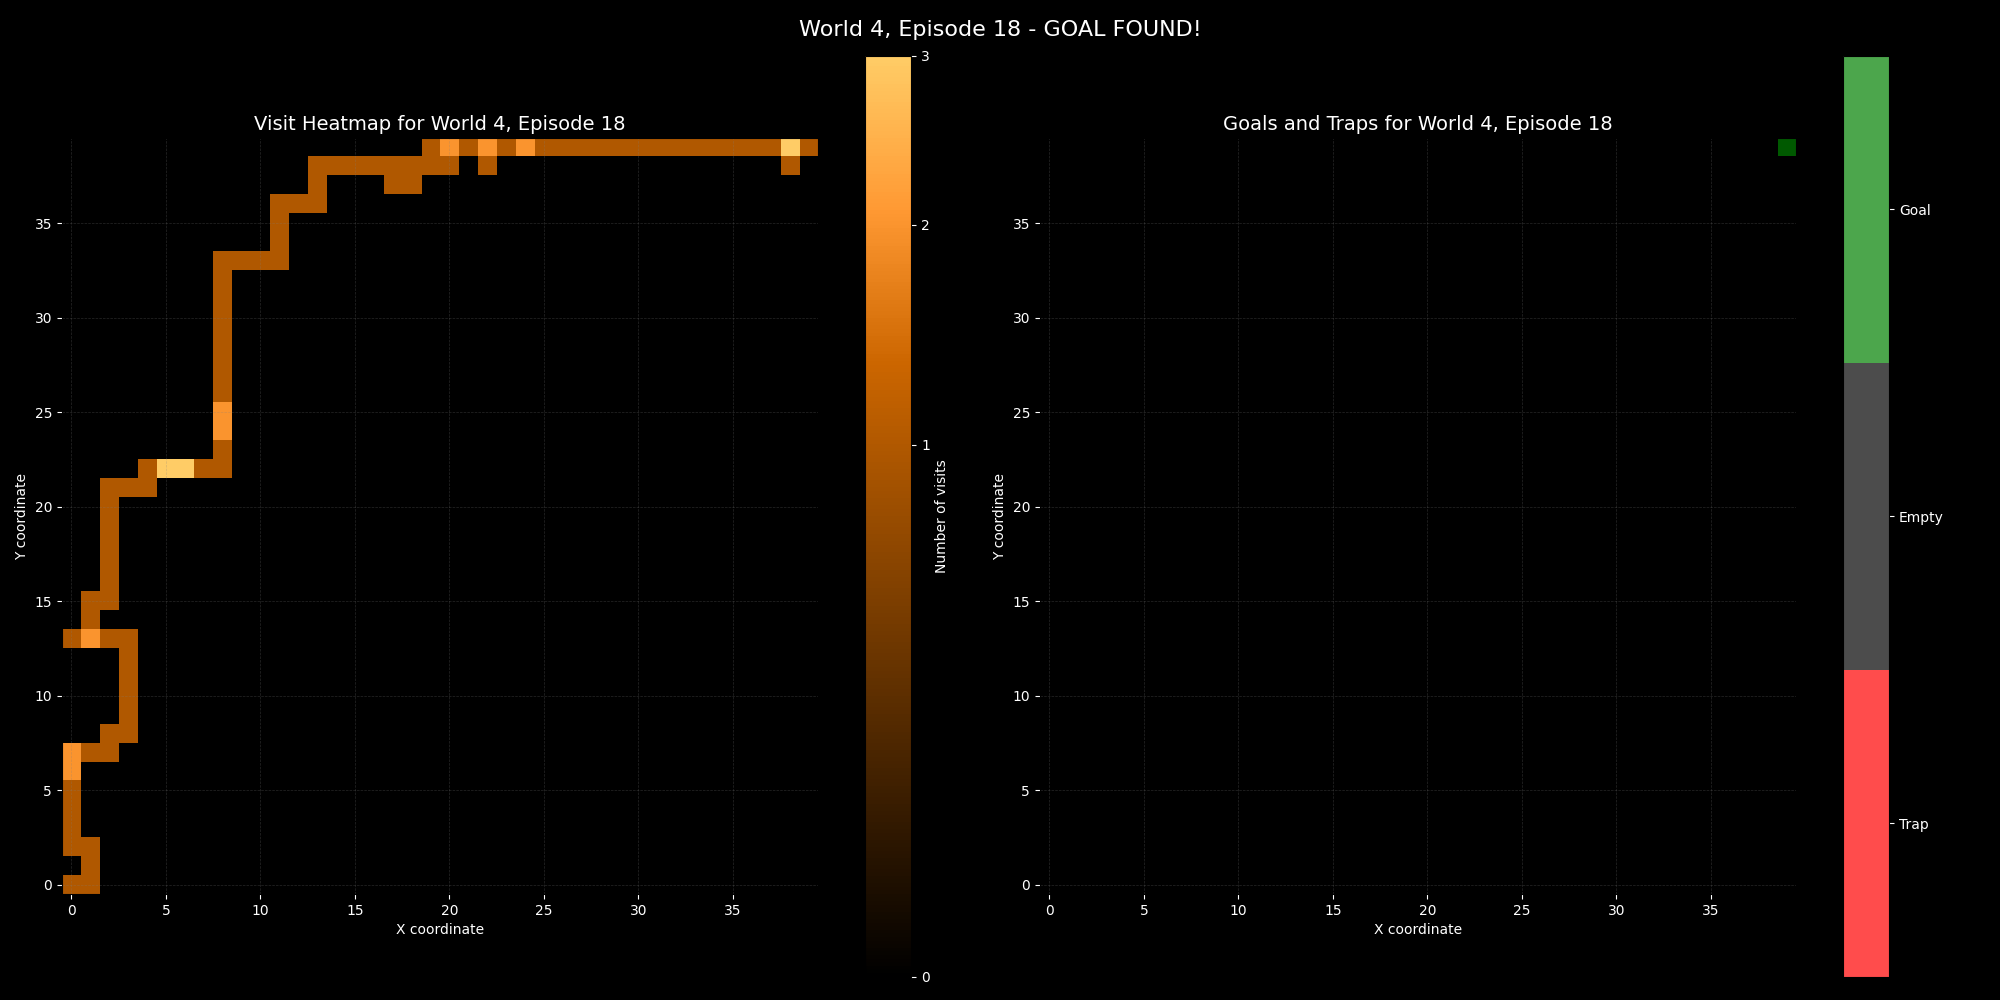 World 4, Episode 18 - GOAL FOUND!
Visit Heatmap for World 4, Episode 18
35
30
25
20
15
10
5
0
Y coordinate
0 5 10 15 20 25 30 35
X coordinate
3
2
1
0
Number of visits
Goals and Traps for World 4, Episode 18
35
30
25
20
15
10
5
0
Y coordinate
0 5 10 15 20 25 30 35
X coordinate
Goal
Empty
Trap